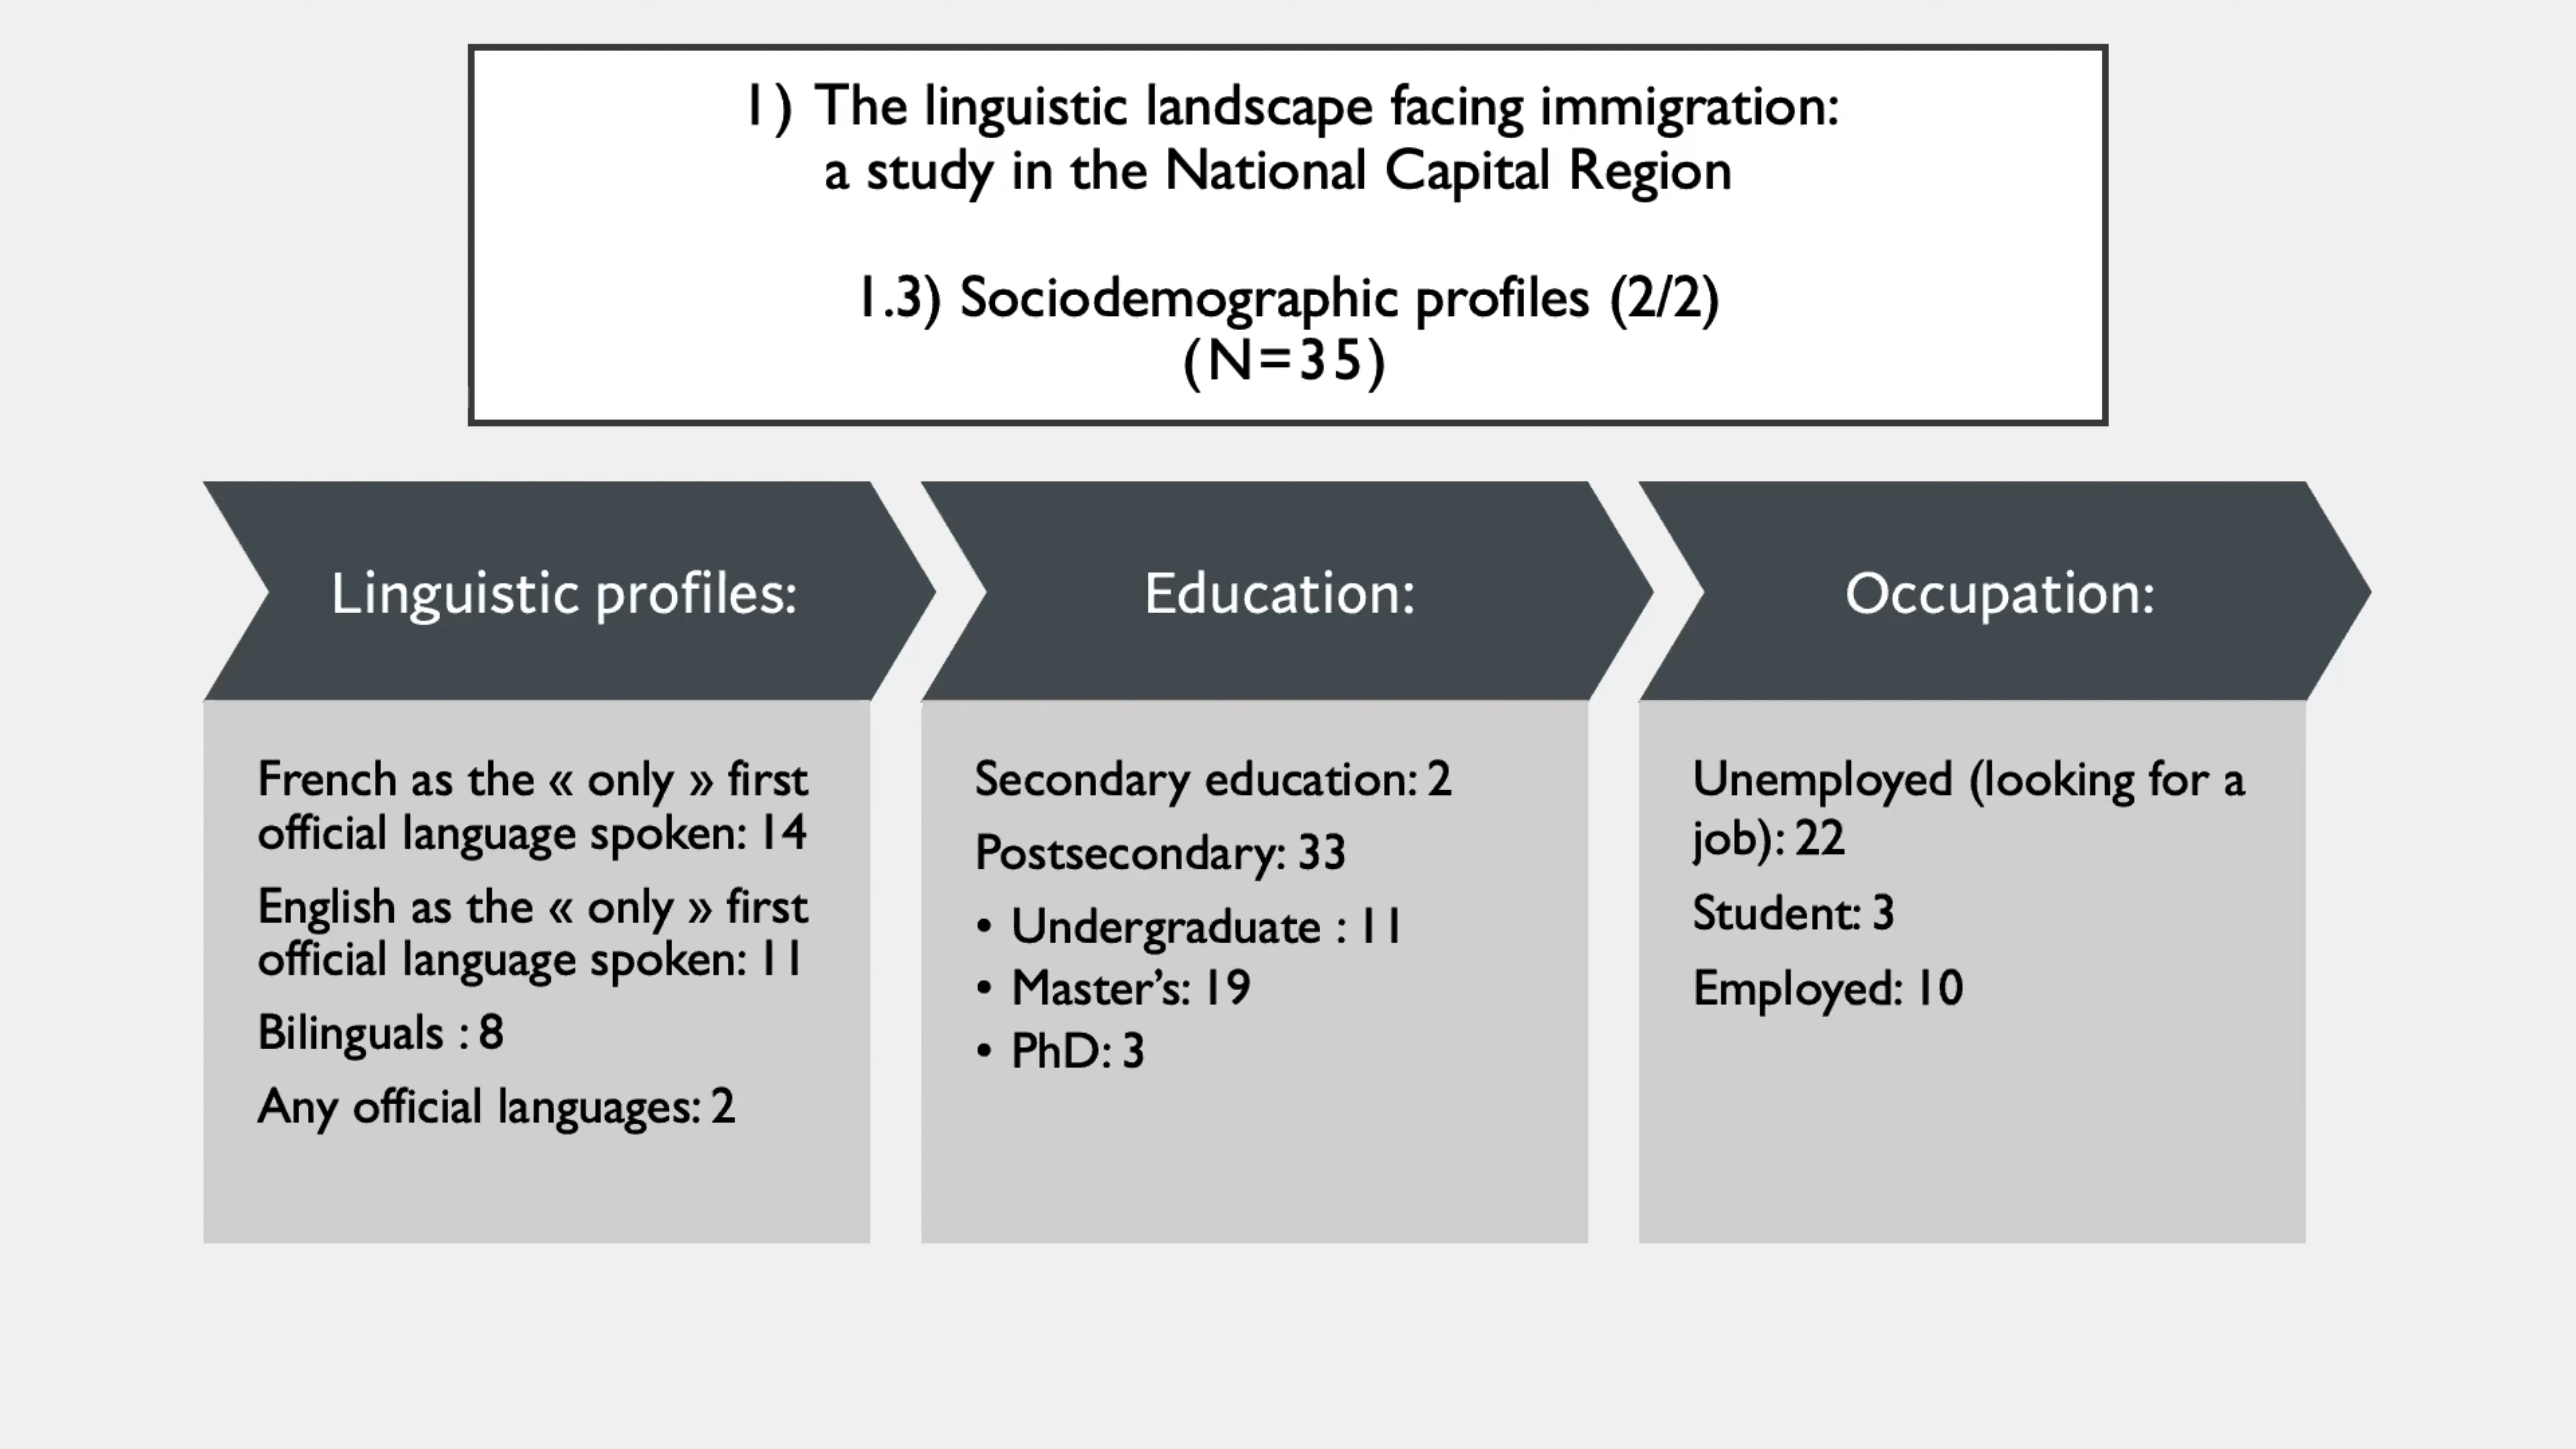 1) The linguistic landscape facing immigration:
a study in the National Capital Region
1.3) Sociodemographic profiles (2/2)
(N=35)
Linguistic profiles:
French as the « only » first
official language spoken: 14
English as the « only » first
official language spoken: 11
Bilinguals : 8
Any official languages: 2
Education:
Secondary education: 2
Postsecondary: 33
• Undergraduate : 11
• Master’s: 19
• PhD: 3
Occupation:
Unemployed (looking for a
job): 22
Student: 3
Employed: 10